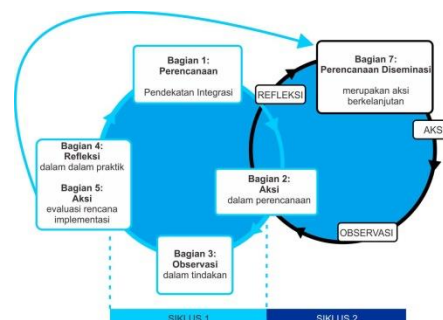 Bagian 1:
Perencanaan
Pendekatan Integrasi
Bagian 7:
Perencanaan Diseminasi
merupakan aksi
berkelanjutan
REFLEKSI
AKSI
Bagian 4:
Refleksi
dalam dalam praktik
Bagian 5:
Aksi
evaluasi rencana
implementasi
Bagian 2:
Aksi
dalam perencanaan
OBSERVASI
Bagian 3:
Observasi
dalam tindakan
SIKLUS 1
SIKLUS 2